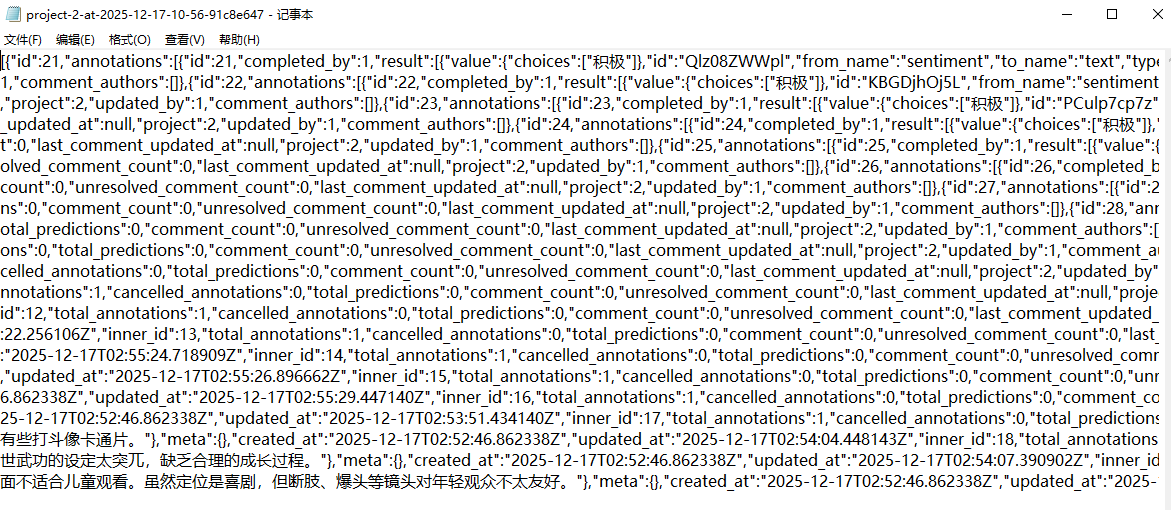 project-2-at-2025-12-17-10-56-91c8e647 - 记事本
文件(F) 编辑(E) 格式(O) 查看(V) 帮助(H)
[{"id":21,"annotations":[{"id":21,"completed_by":1,"result":[{"value":{"choices":["积极"]},"id":"Qlz08ZWWpl","from_name":"sentiment","to_name":"text","type
1,"comment_authors":[]},{"id":22,"annotations":[{"id":22,"completed_by":1,"result":[{"value":{"choices":["积极"]},"id":"KBGDjhOj5L","from_name":"sentiment
,"project":2,"updated_by":1,"comment_authors":[]},{"id":23,"annotations":[{"id":23,"completed_by":1,"result":[{"value":{"choices":["积极"]},"id":"PCulp7cp7z"
_updated_at":null,"project":2,"updated_by":1,"comment_authors":[]},{"id":24,"annotations":[{"id":24,"completed_by":1,"result":[{"value":{"choices":["积极"]},
t":0,"last_comment_updated_at":null,"project":2,"updated_by":1,"comment_authors":[]},{"id":25,"annotations":[{"id":25,"completed_by":1,"result":[{"value":{
olved_comment_count":0,"last_comment_updated_at":null,"project":2,"updated_by":1,"comment_authors":[]},{"id":26,"annotations":[{"id":26,"completed_b
count":0,"unresolved_comment_count":0,"last_comment_updated_at":null,"project":2,"updated_by":1,"comment_authors":[]},{"id":27,"annotations":[{"id":2
ns":0,"comment_count":0,"unresolved_comment_count":0,"last_comment_updated_at":null,"project":2,"updated_by":1,"comment_authors":[]},{"id":28,"anr
otal_predictions":0,"comment_count":0,"unresolved_comment_count":0,"last_comment_updated_at":null,"project":2,"updated_by":1,"comment_authors":[
ons":0,"total_predictions":0,"comment_count":0,"unresolved_comment_count":0,"last_comment_updated_at":null,"project":2,"updated_by":1,"comment_au
celled_annotations":0,"total_predictions":0,"comment_count":0,"unresolved_comment_count":0,"last_comment_updated_at":null,"project":2,"updated_by"
nnotations":1,"cancelled_annotations":0,"total_predictions":0,"comment_count":0,"unresolved_comment_count":0,"last_comment_updated_at":null,"proje
id":12,"total_annotations":1,"cancelled_annotations":0,"total_predictions":0,"comment_count":0,"unresolved_comment_count":0,"last_comment_updated_
:22.256106Z","inner_id":13,"total_annotations":1,"cancelled_annotations":0,"total_predictions":0,"comment_count":0,"unresolved_comment_count":0,"last_
:"2025-12-17T02:55:24.718909Z","inner_id":14,"total_annotations":1,"cancelled_annotations":0,"total_predictions":0,"comment_count":0,"unresolved_comm
,"updated_at":"2025-12-17T02:55:26.896662Z","inner_id":15,"total_annotations":1,"cancelled_annotations":0,"total_predictions":0,"comment_count":0,"unr
6.862338Z","updated_at":"2025-12-17T02:55:29.447140Z","inner_id":16,"total_annotations":1,"cancelled_annotations":0,"total_predictions":0,"comment_co
25-12-17T02:52:46.862338Z","updated_at":"2025-12-17T02:53:51.434140Z","inner_id":17,"total_annotations":1,"cancelled_annotations":0,"total_predictions
有些打斗像卡通片。"},"meta":{},"created_at":"2025-12-17T02:52:46.862338Z","updated_at":"2025-12-17T02:54:04.448143Z","inner_id":18,"total_annotations
世武功的设定太突兀，缺乏合理的成长过程。"},"meta":{},"created_at":"2025-12-17T02:52:46.862338Z","updated_at":"2025-12-17T02:54:07.390902Z","inner_id
面不适合儿童观看。虽然定位是喜剧，但断肢、爆头等镜头对年轻观众不太友好。"},"meta":{},"created_at":"2025-12-17T02:52:46.862338Z","updated_at":"2025-